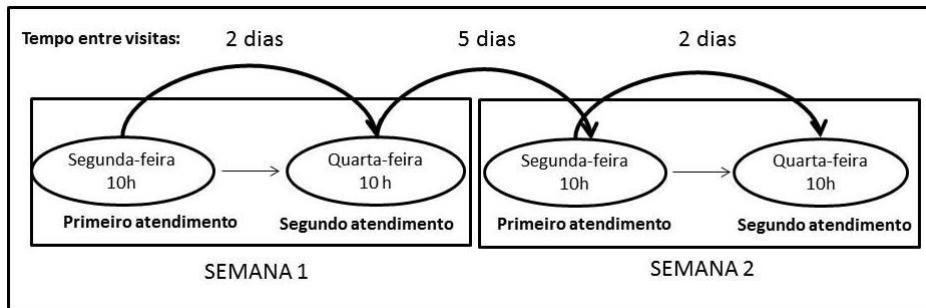 Tempo entre visitas:
2 dias
5 dias
2 dias
Segunda-feira
10h
Quarta-feira
10 h
Segunda-feira
10h
Quarta-feira
10h
Primeiro atendimento
Segundo atendimento
Primeiro atendimento
Segundo atendimento
SEMANA 1
SEMANA 2